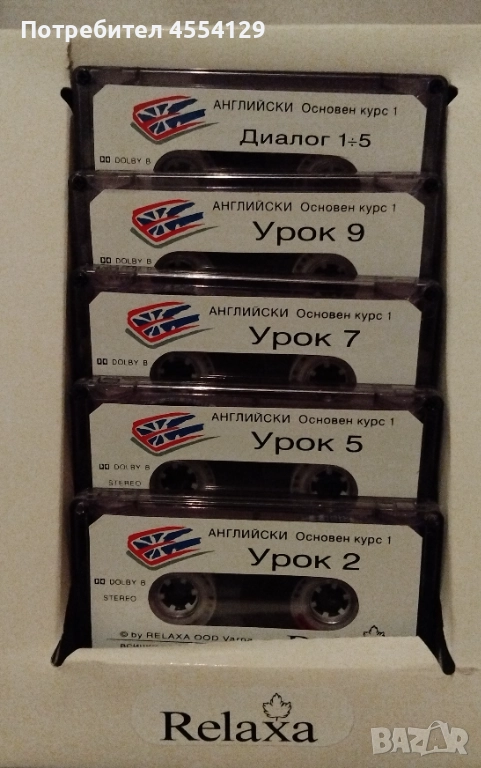 Потребител 4554129
АНГЛИЙСКИ Основен курс 1
Диалог 1÷5
DOLBY B
АНГЛИЙСКИ Основен курс 1
Урок 9
DOLBY B
АНГЛИЙСКИ Основен курс 1
Урок 7
DOLBY B
АНГЛИЙСКИ Основен курс 1
Урок 5
DOLBY B
STEREO
АНГЛИЙСКИ Основен курс 1
Урок 2
DOLBY B
STEREO
© by RELAXA OOD Varna
Relaxa
BAZAR